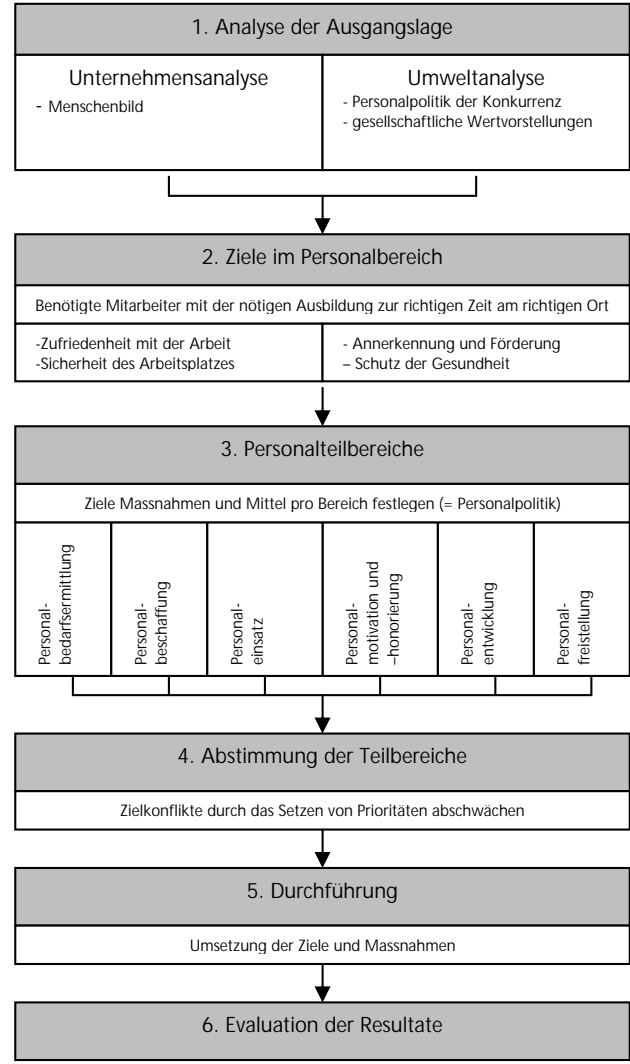 1. Analyse der Ausgangslage
Unternehmensanalyse
- Menschenbild
Umweltanalyse
- Personalpolitik der Konkurrenz
- gesellschaftliche Wertvorstellungen
2. Ziele im Personalbereich
Benötigte Mitarbeiter mit der nötigen Ausbildung zur richtigen Zeit am richtigen Ort
-Zufriedenheit mit der Arbeit
-Sicherheit des Arbeitsplatzes
- Annerkennung und Förderung
– Schutz der Gesundheit
3. Personalteilbereiche
Ziele Massnahmen und Mittel pro Bereich festlegen (= Personalpolitik)
Personal-
bedarfsermittlung
Personal-
beschaffung
Personal-
einsatz
Personal-
motivation und
–honorierung
Personal-
entwicklung
Personal-
freistellung
4. Abstimmung der Teilbereiche
Zielkonflikte durch das Setzen von Prioritäten abschwächen
5. Durchführung
Umsetzung der Ziele und Massnahmen
6. Evaluation der Resultate